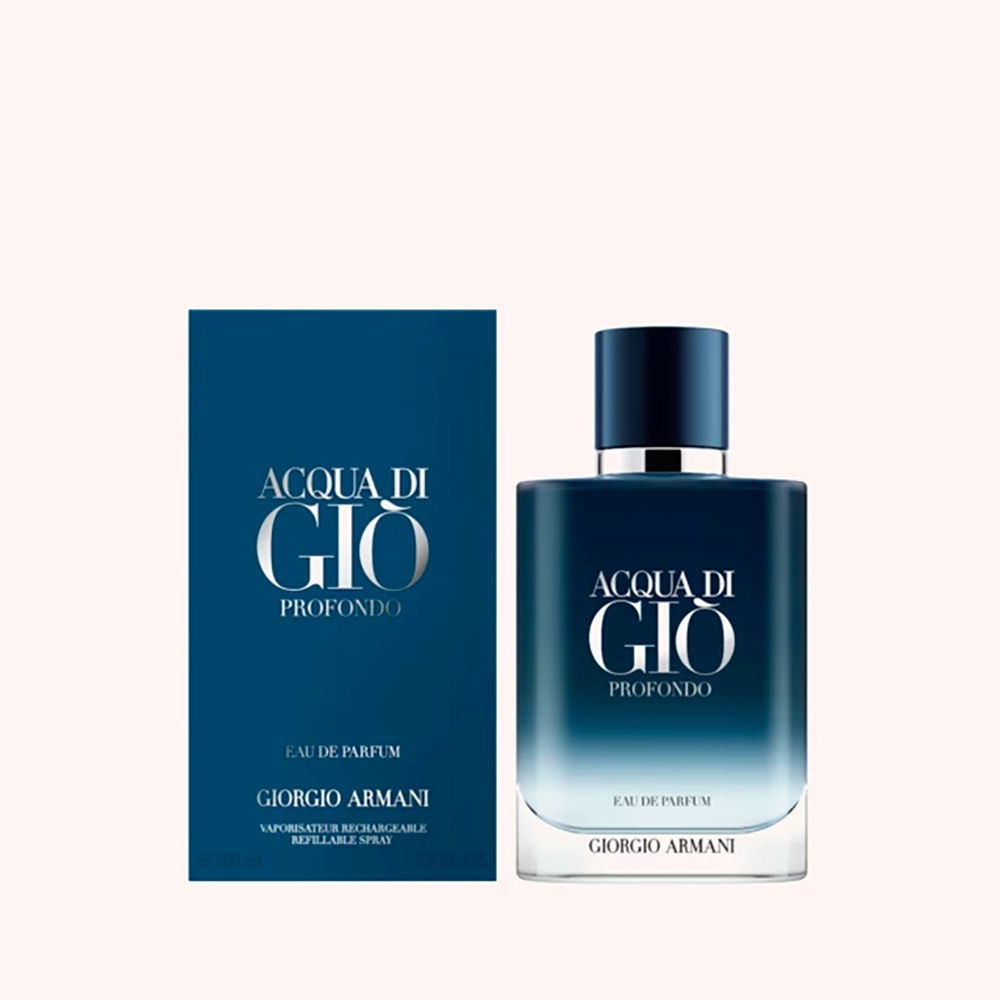 ACQUA DI
GIÒ
PROFONDO
EAU DE PARFUM
GIORGIO ARMANI
VAPORISATEUR RECHARGEABLE
REFILLABLE SPRAY
ACQUA DI
GIÒ
PROFONDO
EAU DE PARFUM
GIORGIO ARMANI